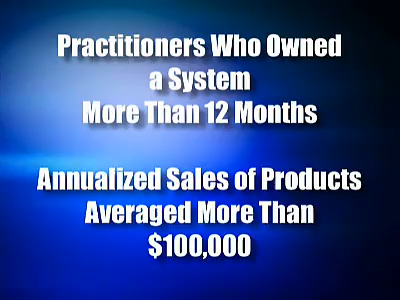 Practitioners Who Owned
a System
More Than 12 Months
Annualized Sales of Products
Averaged More Than
$100,000